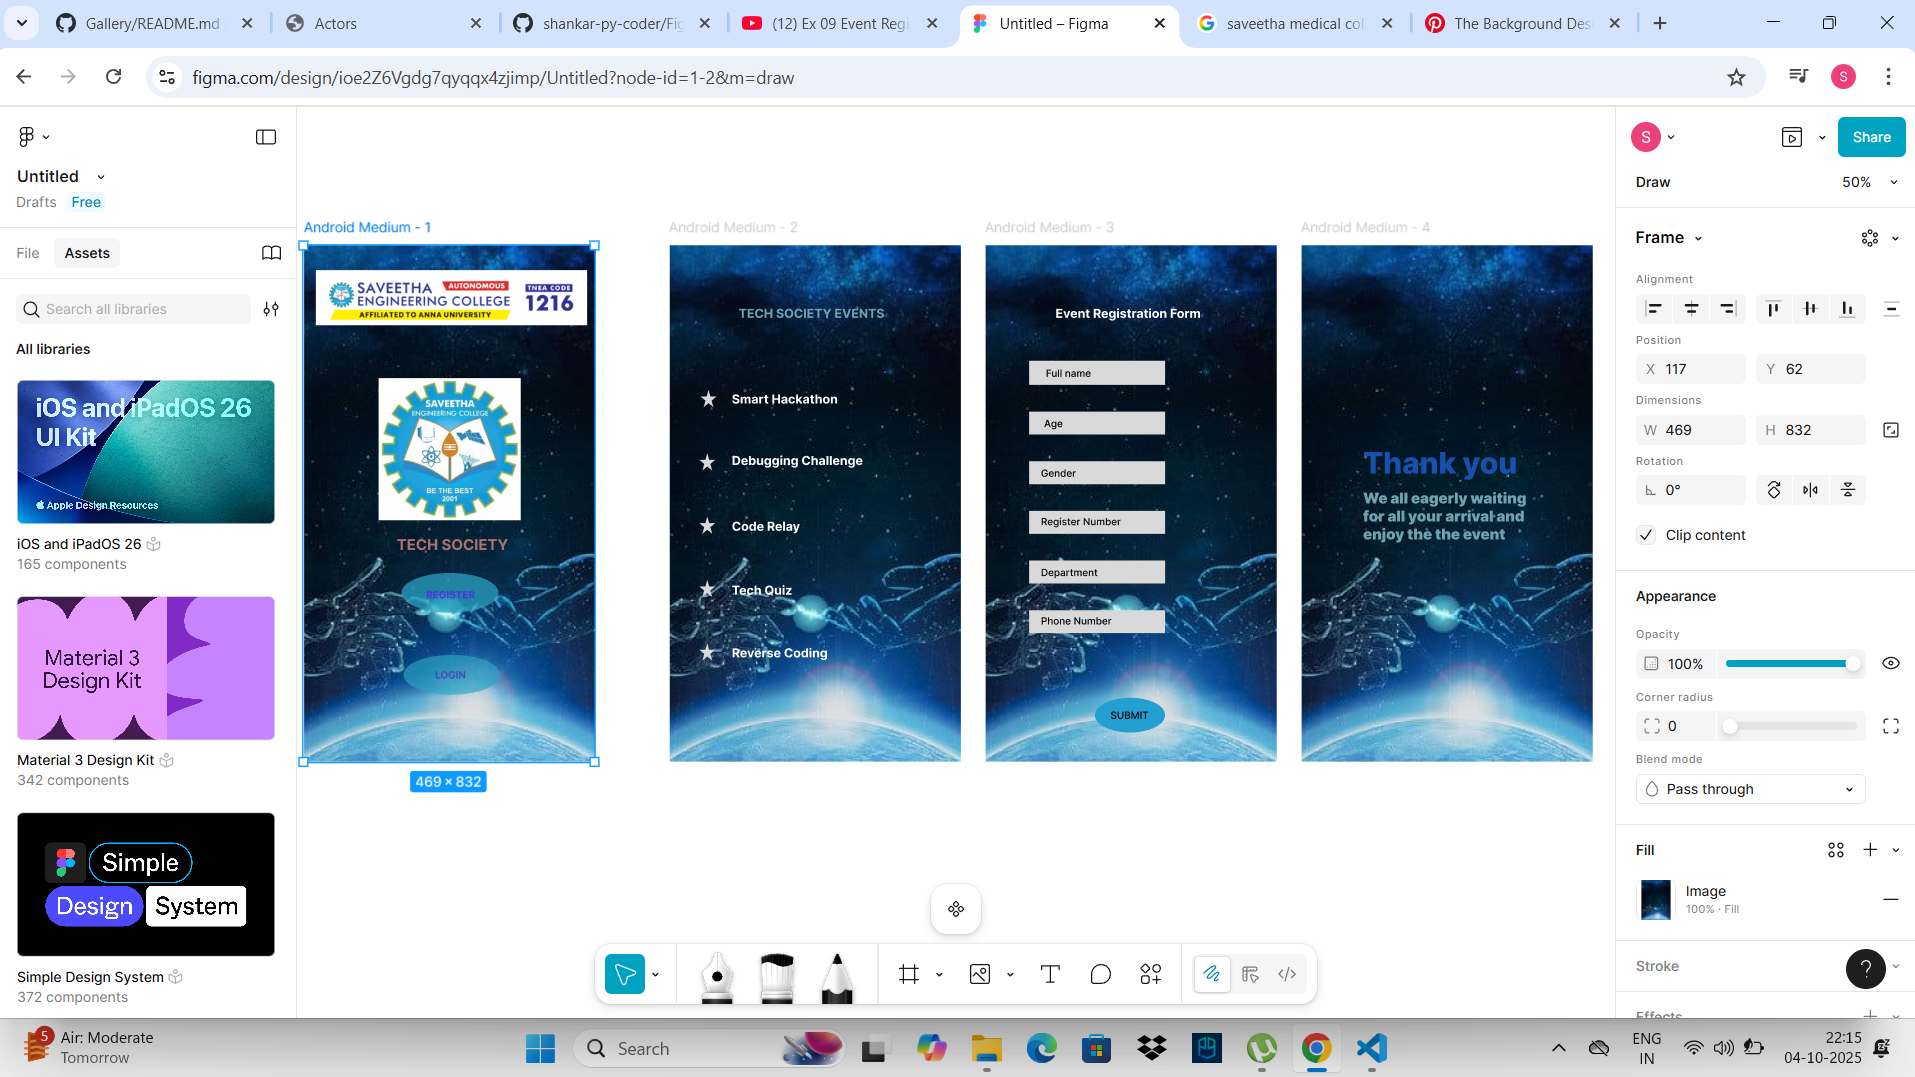 Gallery/README.md
Actors
shankar-py-coder/Fig
(12) Ex 09 Event Regi
Untitled – Figma
saveetha medical col
The Background Des
figma.com/design/ioe2Z6Vgdg7qyqqx4zjimp/Untitled?node-id=1-2&m=draw
S
Untitled
Drafts Free
File Assets
Search all libraries
All libraries
iOS and iPadOS 26
UI Kit
Apple Design Resources
iOS and iPadOS 26
165 components
Material 3
Design Kit
Material 3 Design Kit
342 components
Simple
Design System
Simple Design System
372 components
Android Medium - 1
SAVEETHA AUTONOMOUS
ENGINEERING COLLEGE
AFFILIATED TO ANNA UNIVERSITY
TNEA CODE
1216
SAVEETHA
ENGINEERING COLLEGE
BE THE BEST
2001
TECH SOCIETY
REGISTER
LOGIN
469 × 832
Android Medium - 2
TECH SOCIETY EVENTS
Smart Hackathon
Debugging Challenge
Code Relay
Tech Quiz
Reverse Coding
Android Medium - 3
Event Registration Form
Full name
Age
Gender
Register Number
Department
Phone Number
SUBMIT
Android Medium - 4
Thank you
We all eagerly waiting
for all your arrival and
enjoy the the event
S
Share
Draw 50%
Frame
Alignment
Position
X 117 Y 62
Dimensions
W 469 H 832
Rotation
0°
Clip content
Appearance
Opacity
100%
Corner radius
0
Blend mode
Pass through
Fill
Image
100% · Fill
Stroke
?
Effects
5
Air: Moderate
Tomorrow
Search
ENG
IN
22:15
04-10-2025